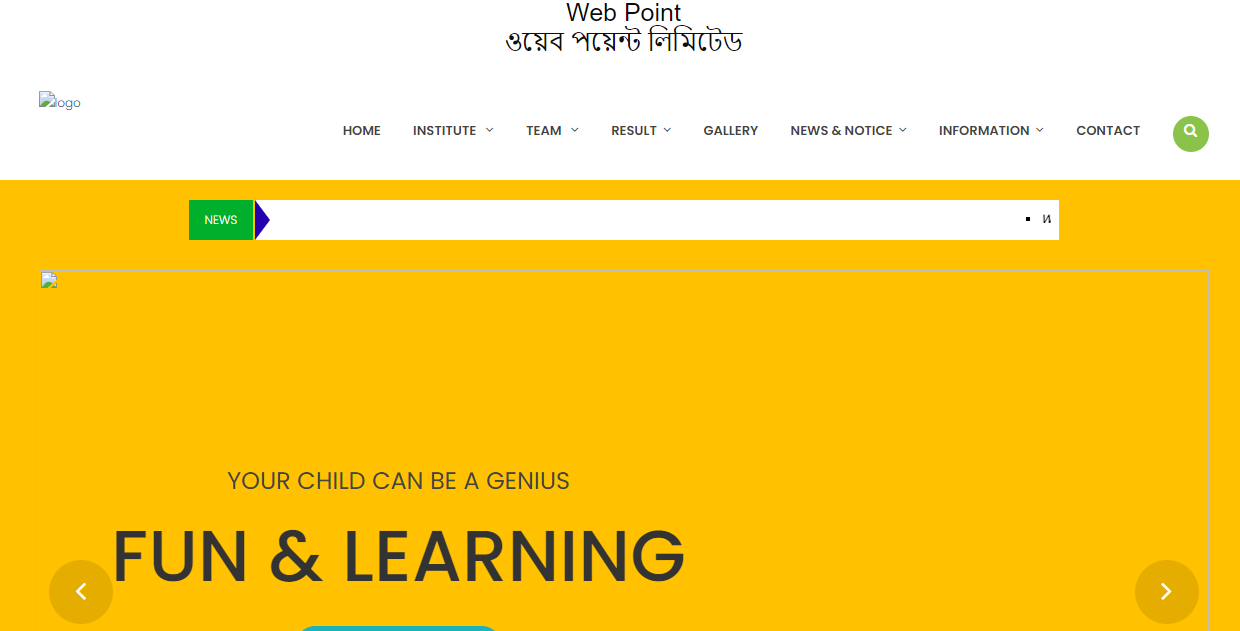 Web Point
ওয়েব পয়েন্ট লিমিটেড
logo
HOME INSTITUTE TEAM RESULT GALLERY NEWS & NOTICE INFORMATION CONTACT
NEWS
YOUR CHILD CAN BE A GENIUS
FUN & LEARNING